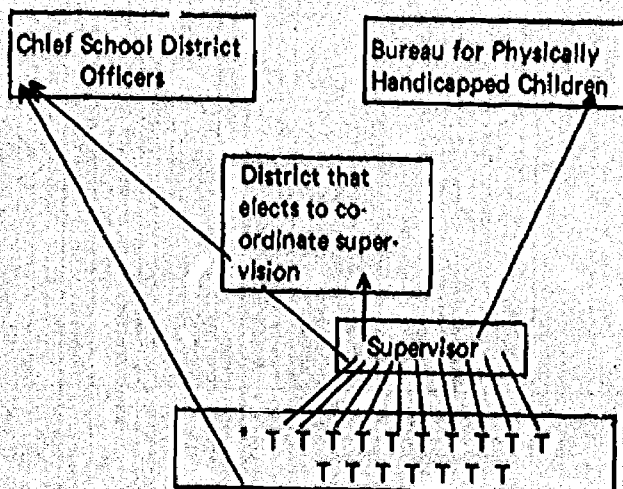 Chief School District
Officers
Bureau for Physically
Handicapped Children
District that
elects to co-
ordinate super-
vision
Supervisor
' T T T T T T T T T T
T T T T T T T